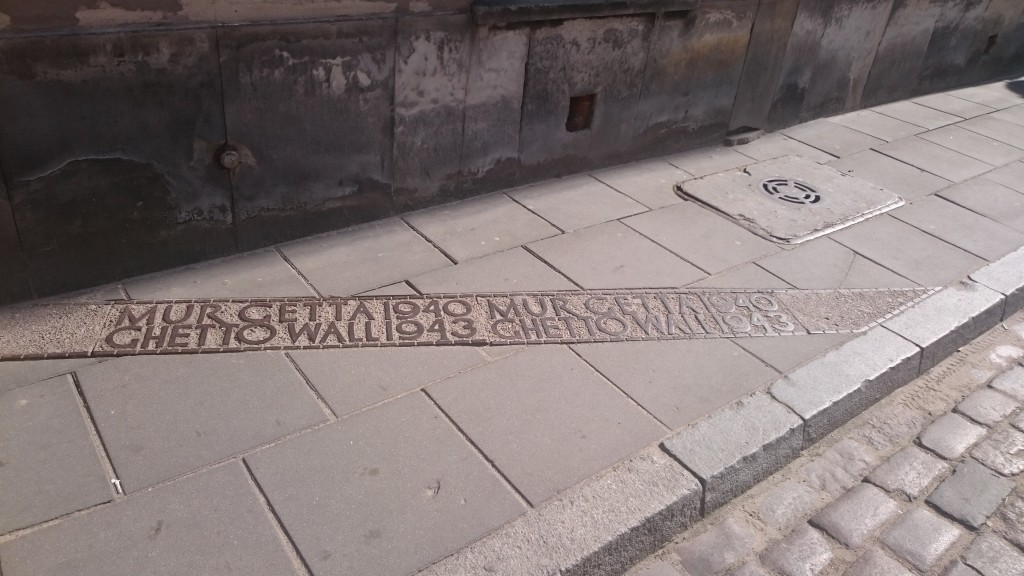 MUR GETTA 1940 MUR GETTA 1940
GHETTO WALL 1943 GHETTO WALL 1943